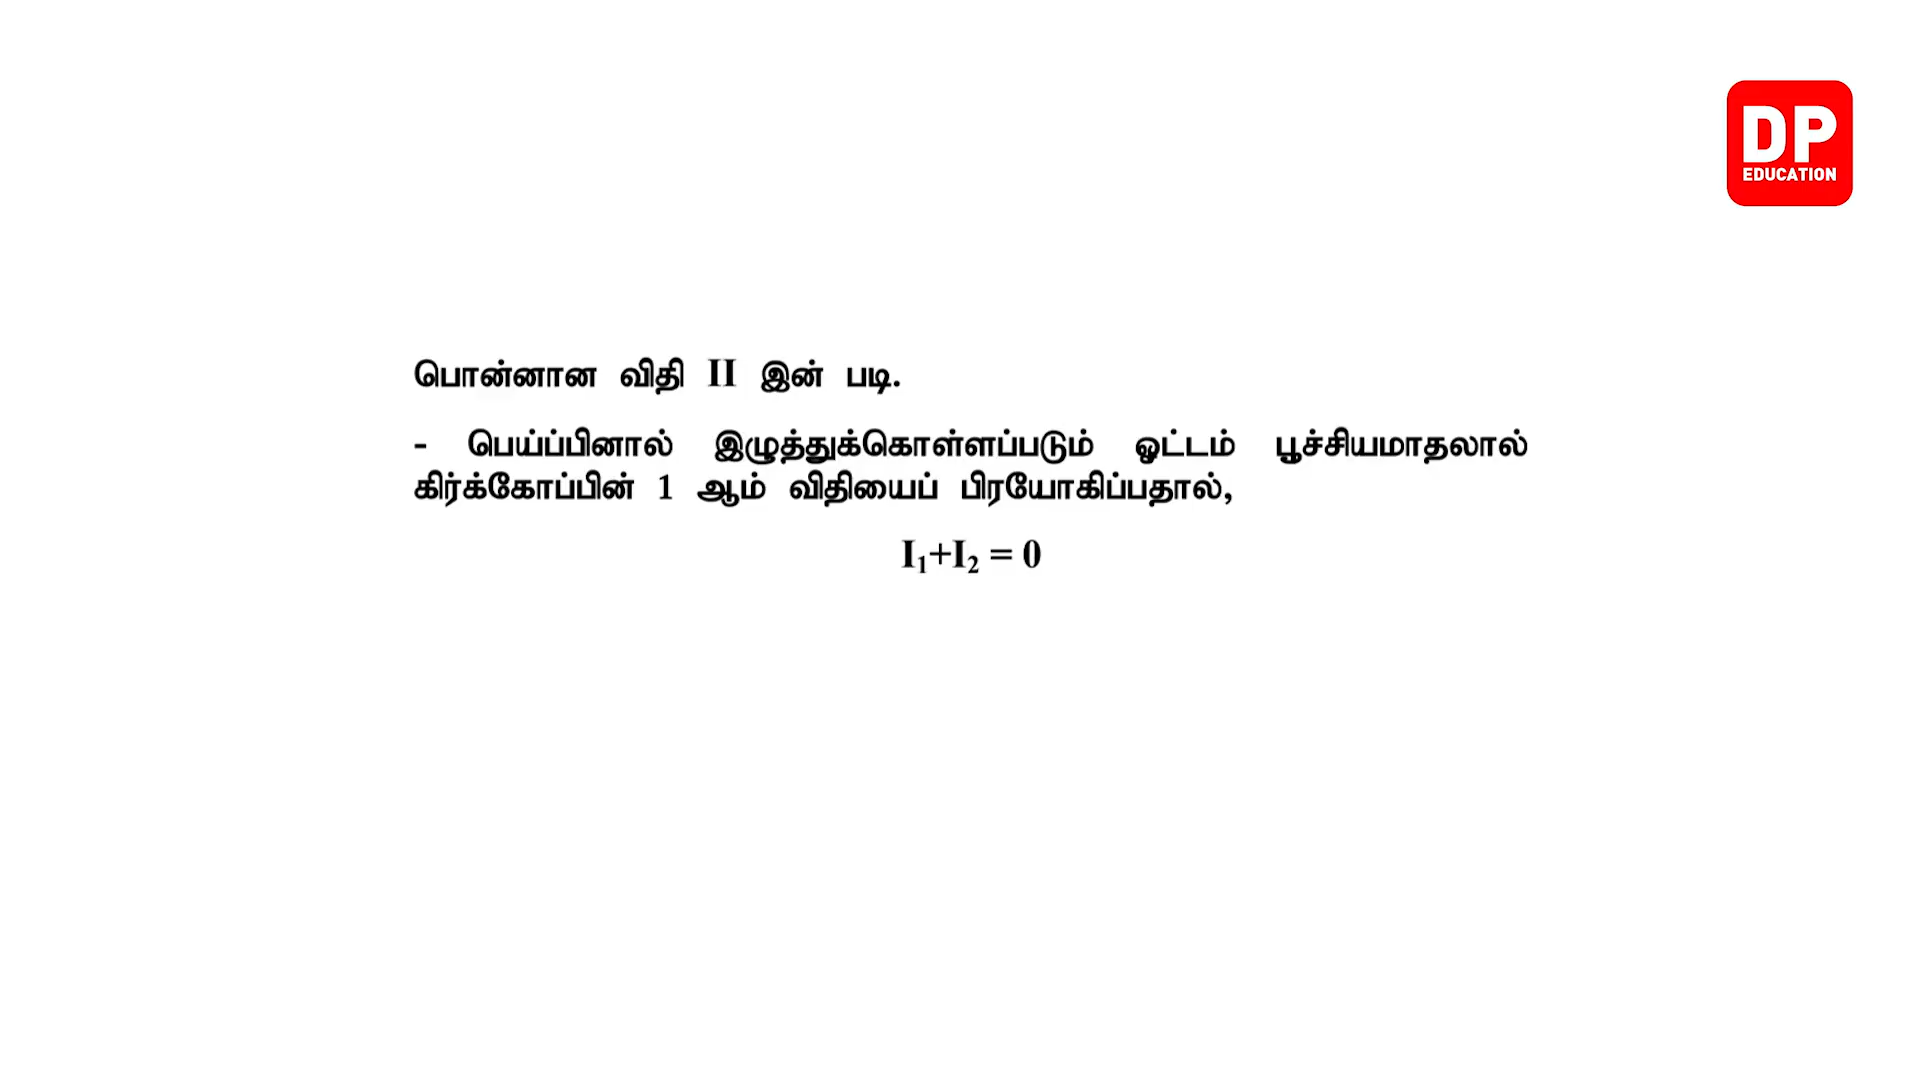 DP
EDUCATION
பொன்னான விதி II இன் படி.
- பெய்ப்பினால் இழுத்துக்கொள்ளப்படும் ஓட்டம் பூச்சியமாதலால்
கிர்க்கோப்பின் 1 ஆம் விதியைப் பிரயோகிப்பதால்,
I₁+I₂ = 0